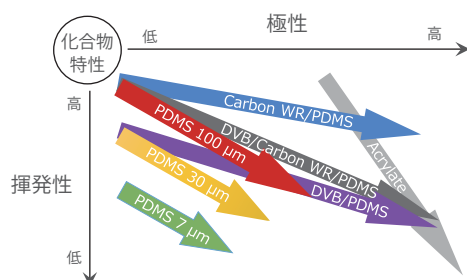 化合物
特性
極性
低
高
高
揮発性
低
Carbon WR/PDMS
PDMS 100 µm
DVB/Carbon WR/PDMS
Acrylate
PDMS 30 µm
DVB/PDMS
PDMS 7 µm